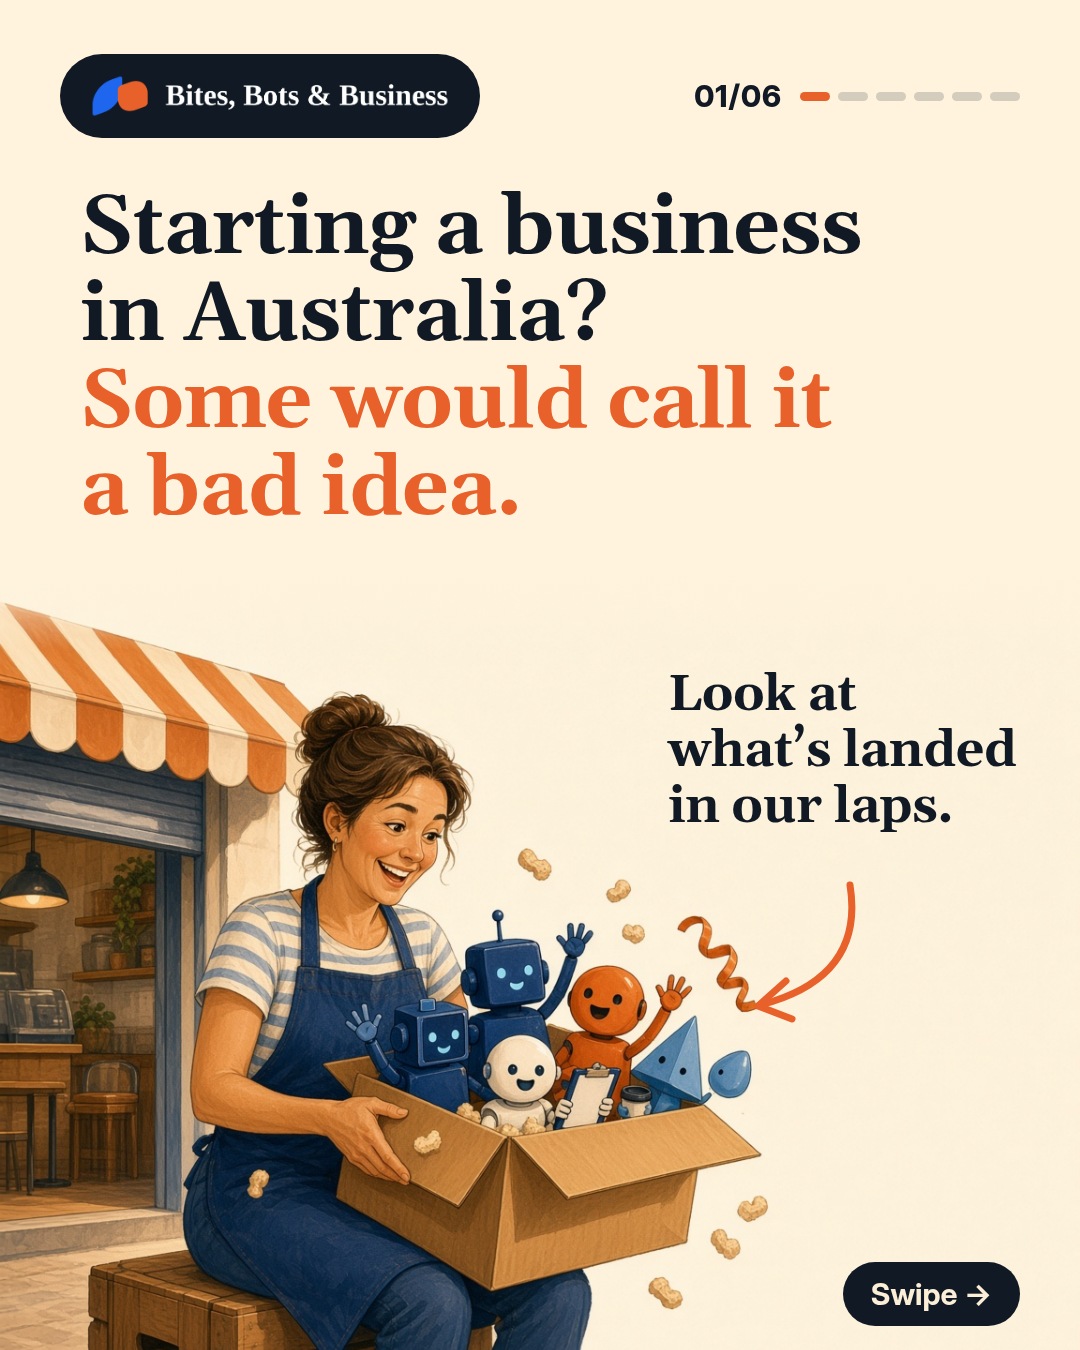 Bites, Bots & Business
01/06
Starting a business
in Australia?
Some would call it
a bad idea.
Look at
what’s landed
in our laps.
Swipe →